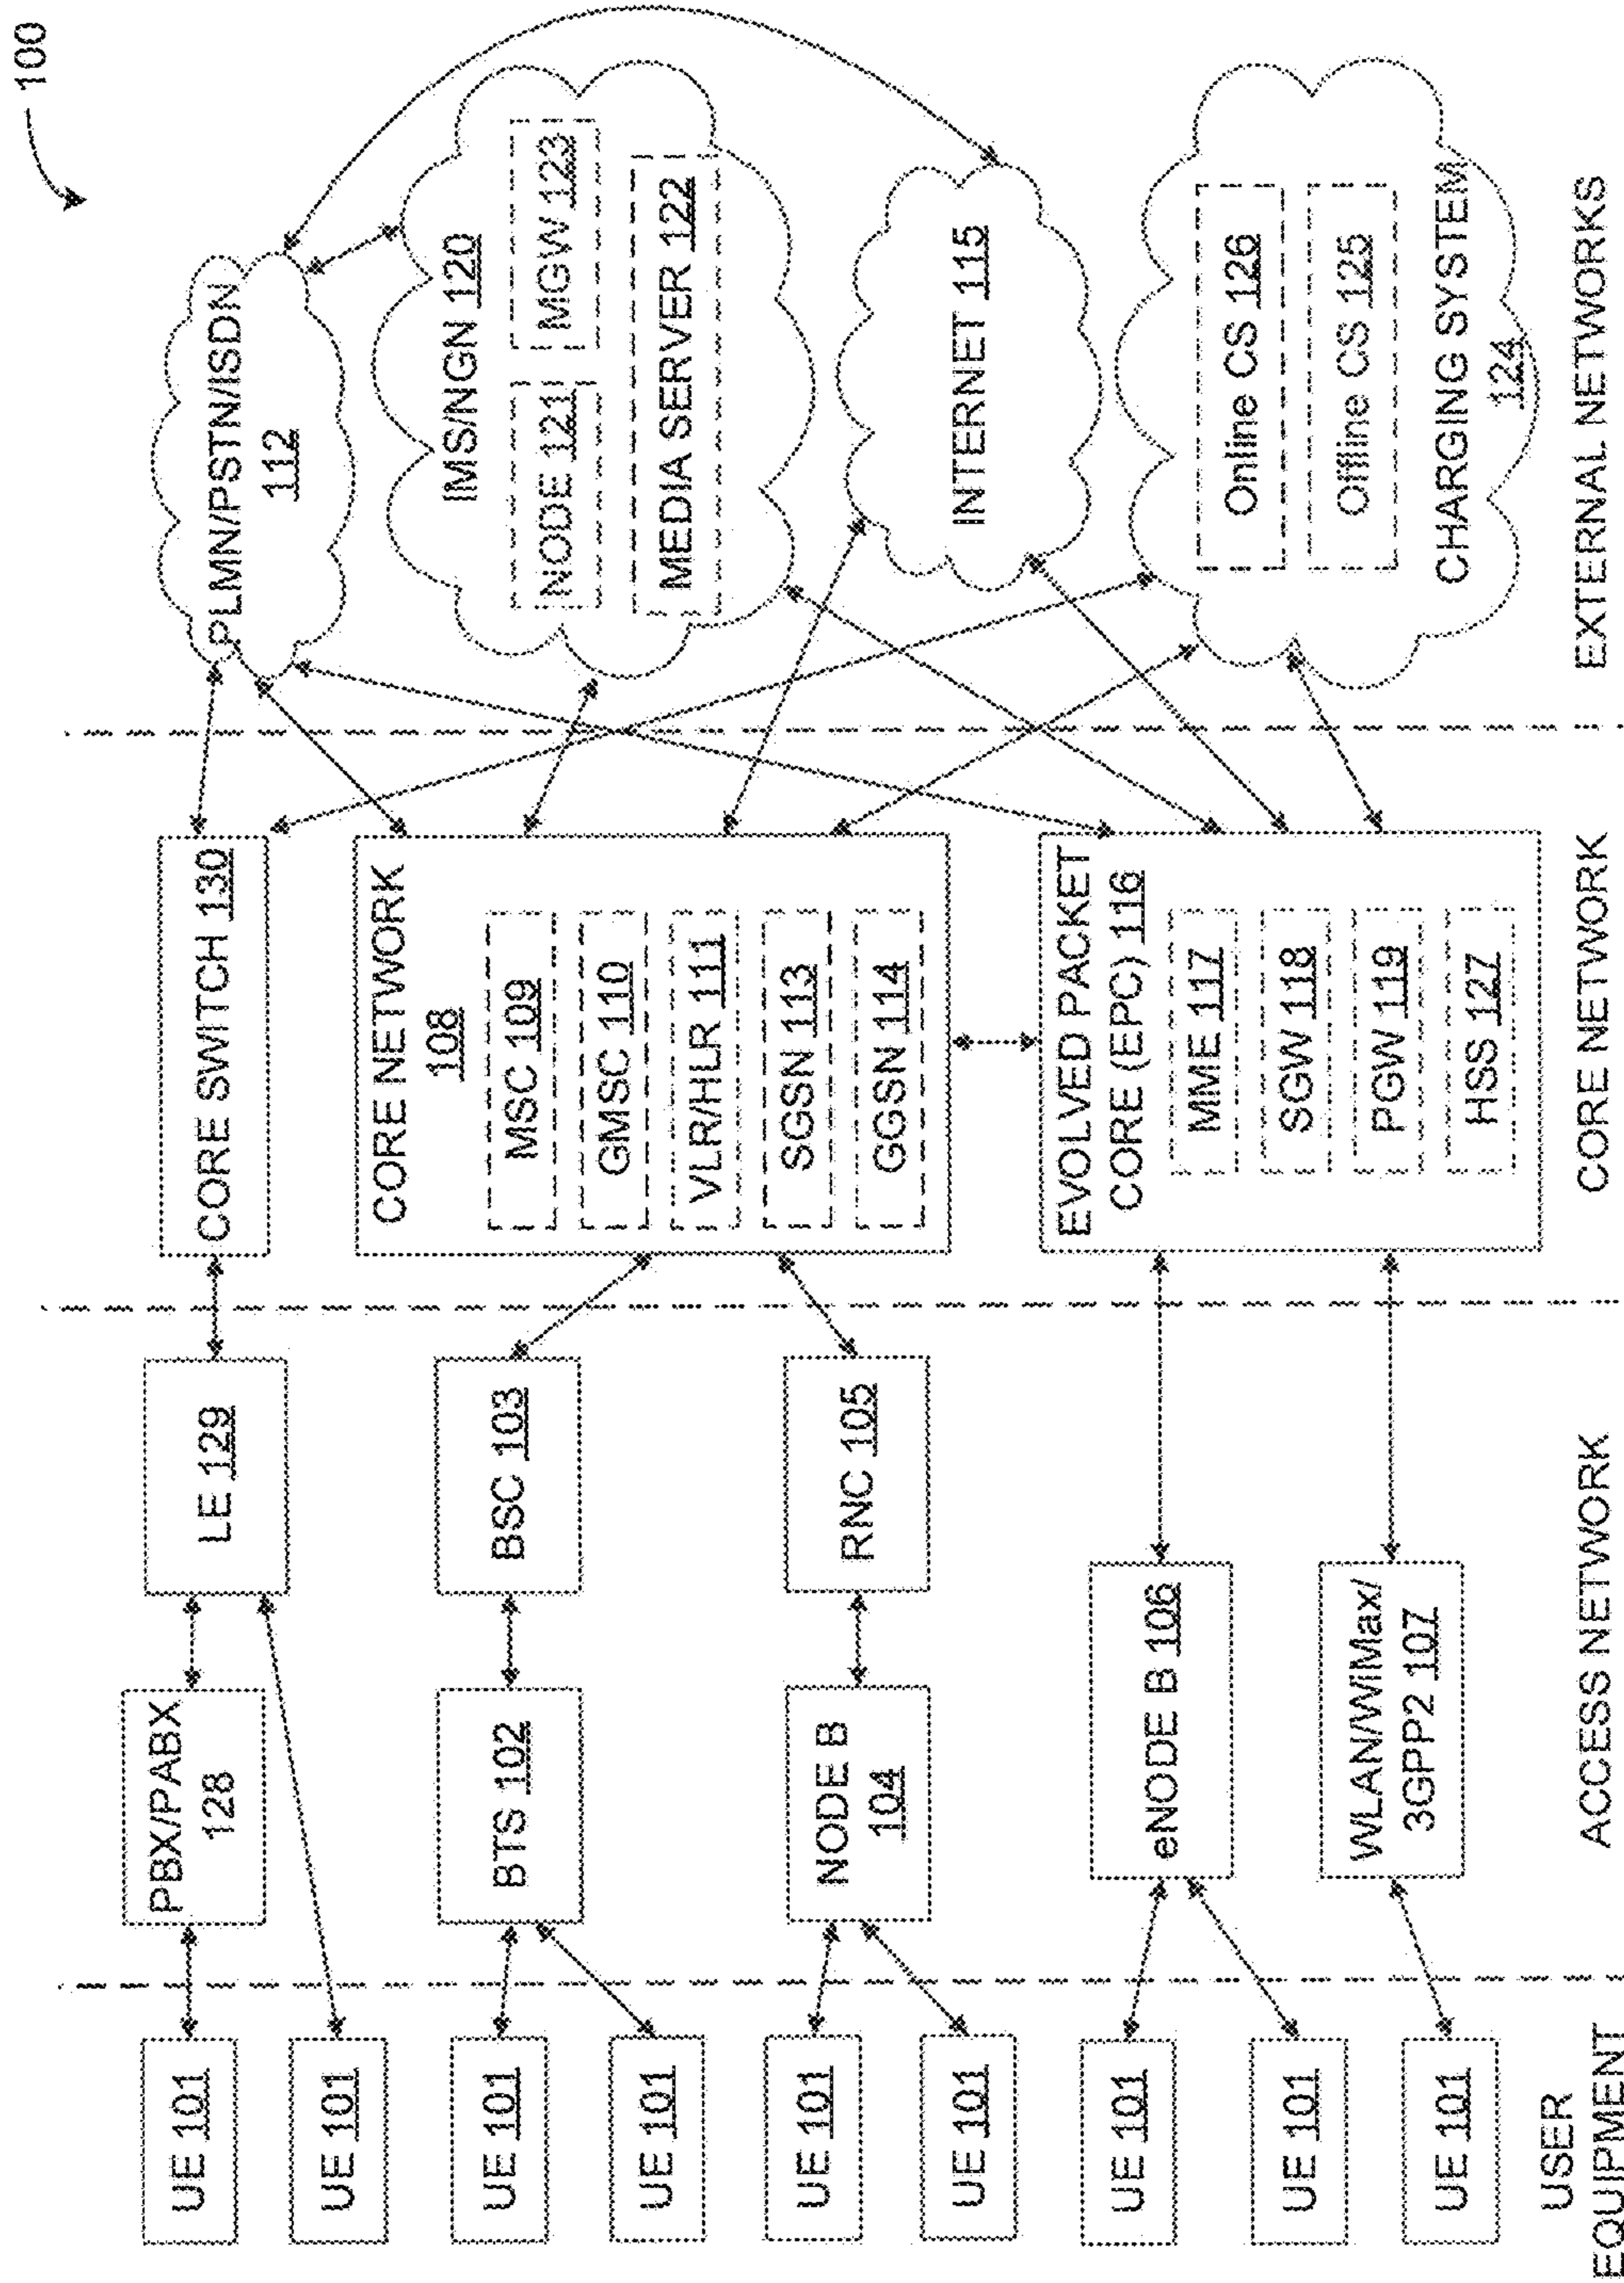 100
UE 101
UE 101
UE 101
UE 101
UE 101
UE 101
UE 101
UE 101
UE 101
USER
EQUIPMENT
PBX/PABX
128
LE 129
BTS 102
BSC 103
NODE B
104
RNC 105
eNODE B 106
WLAN/WiMax/
3GPP2 107
ACCESS NETWORK
CORE SWITCH 130
CORE NETWORK
108
MSC 109
GMSC 110
VLR/HLR 111
SGSN 113
GGSN 114
EVOLVED PACKET
CORE (EPC) 116
MME 117
SGW 118
PGW 119
HSS 127
CORE NETWORK
PLMN/PSTN/ISDN
112
IMS/NGN 120
NODE 121
MGW 123
MEDIA SERVER 122
INTERNET 115
Online CS 126
Offline CS 125
CHARGING SYSTEM
124
EXTERNAL NETWORKS